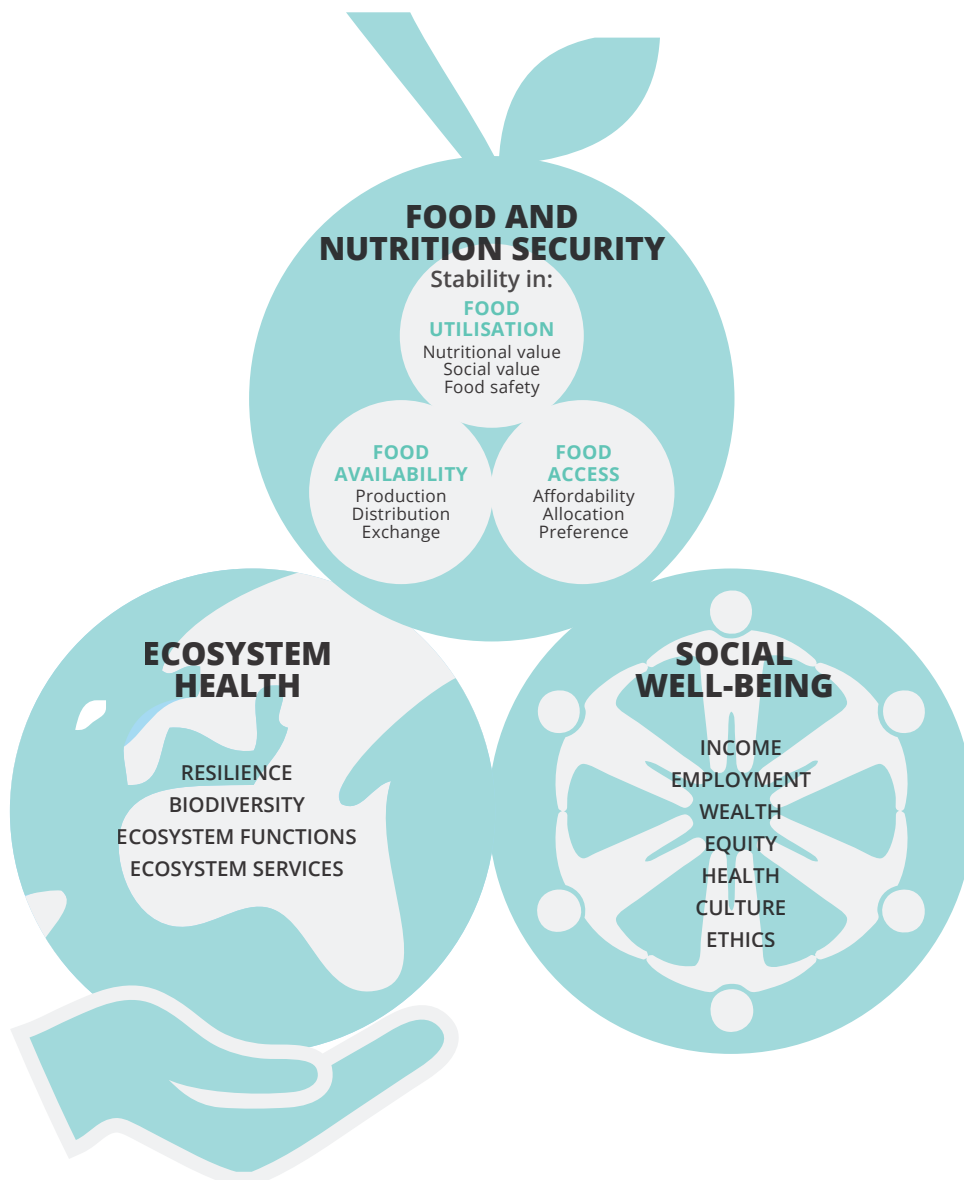 FOOD AND
NUTRITION SECURITY
Stability in:
FOOD
UTILISATION
Nutritional value
Social value
Food safety
FOOD
AVAILABILITY
Production
Distribution
Exchange
FOOD
ACCESS
Affordability
Allocation
Preference
ECOSYSTEM
HEALTH
RESILIENCE
BIODIVERSITY
ECOSYSTEM FUNCTIONS
ECOSYSTEM SERVICES
SOCIAL
WELL-BEING
INCOME
EMPLOYMENT
WEALTH
EQUITY
HEALTH
CULTURE
ETHICS